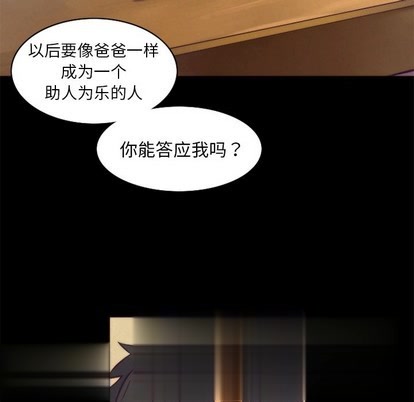 以后要像爸爸一样
成为一个
助人为乐的人
你能答应我吗？